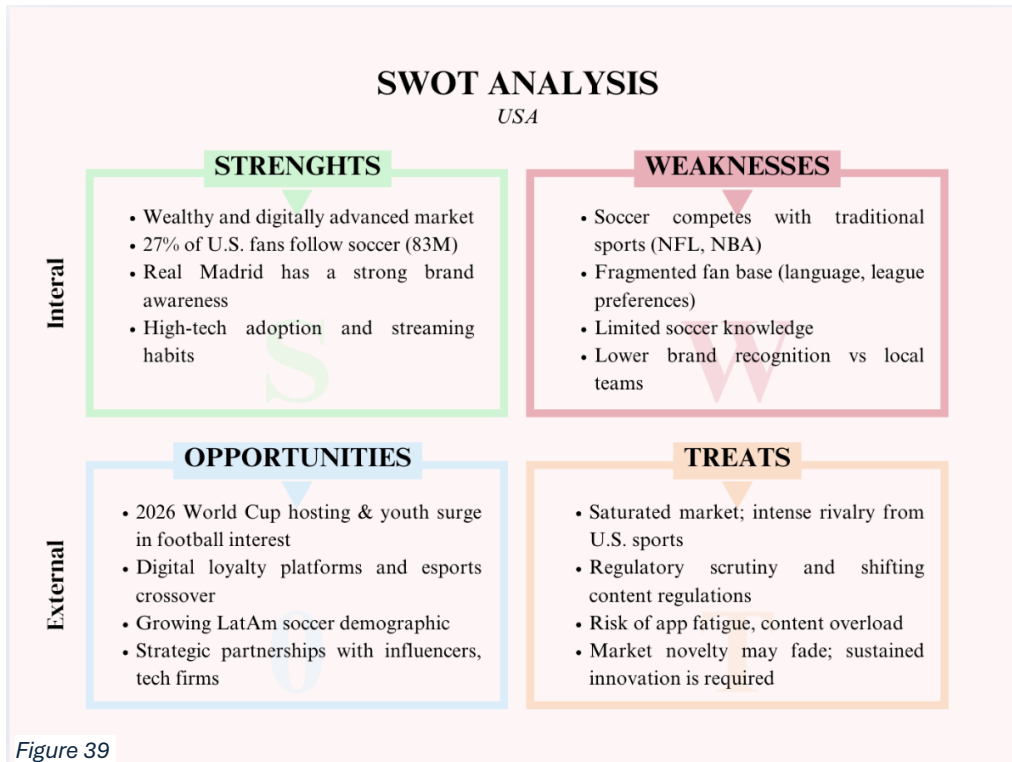 SWOT ANALYSIS
USA
Interal
STRENGHTS
• Wealthy and digitally advanced market
• 27% of U.S. fans follow soccer (83M)
• Real Madrid has a strong brand
awareness
• High-tech adoption and streaming
habits
S
WEAKNESSES
• Soccer competes with traditional
sports (NFL, NBA)
• Fragmented fan base (language, league
preferences)
• Limited soccer knowledge
• Lower brand recognition vs local
teams
W
External
OPPORTUNITIES
• 2026 World Cup hosting & youth surge
in football interest
• Digital loyalty platforms and esports
crossover
• Growing LatAm soccer demographic
• Strategic partnerships with influencers,
tech firms
O
TREATS
• Saturated market; intense rivalry from
U.S. sports
• Regulatory scrutiny and shifting
content regulations
• Risk of app fatigue, content overload
• Market novelty may fade; sustained
innovation is required
T
Figure 39